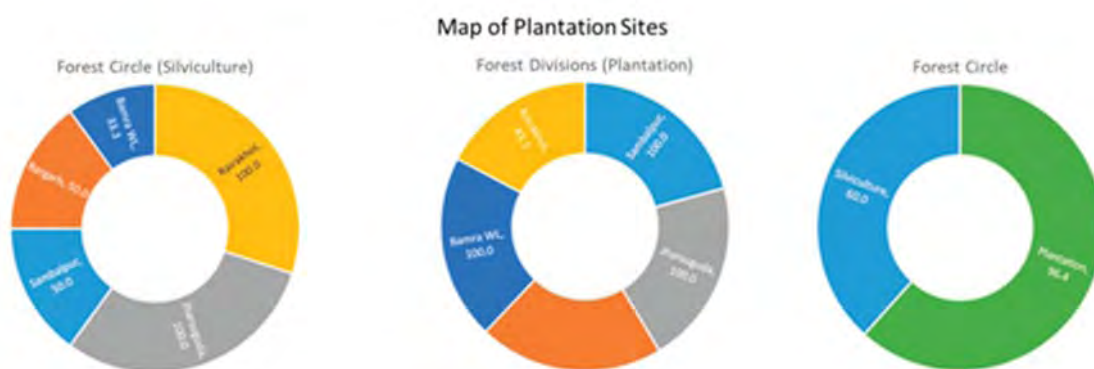 Map of Plantation Sites
Forest Circle (Silviculture)
Bamra WL,
33.3
Rairakhol,
100.0
Bargarh, 50.0
Sambalpur,
50.0
Jharsuguda,
100.0
Forest Divisions (Plantation)
Sambalpur,
100.0
Bamra WL,
100.0
Jharsuguda,
100.0
Forest Circle
Silviculture,
60.0
Plantation,
96.4